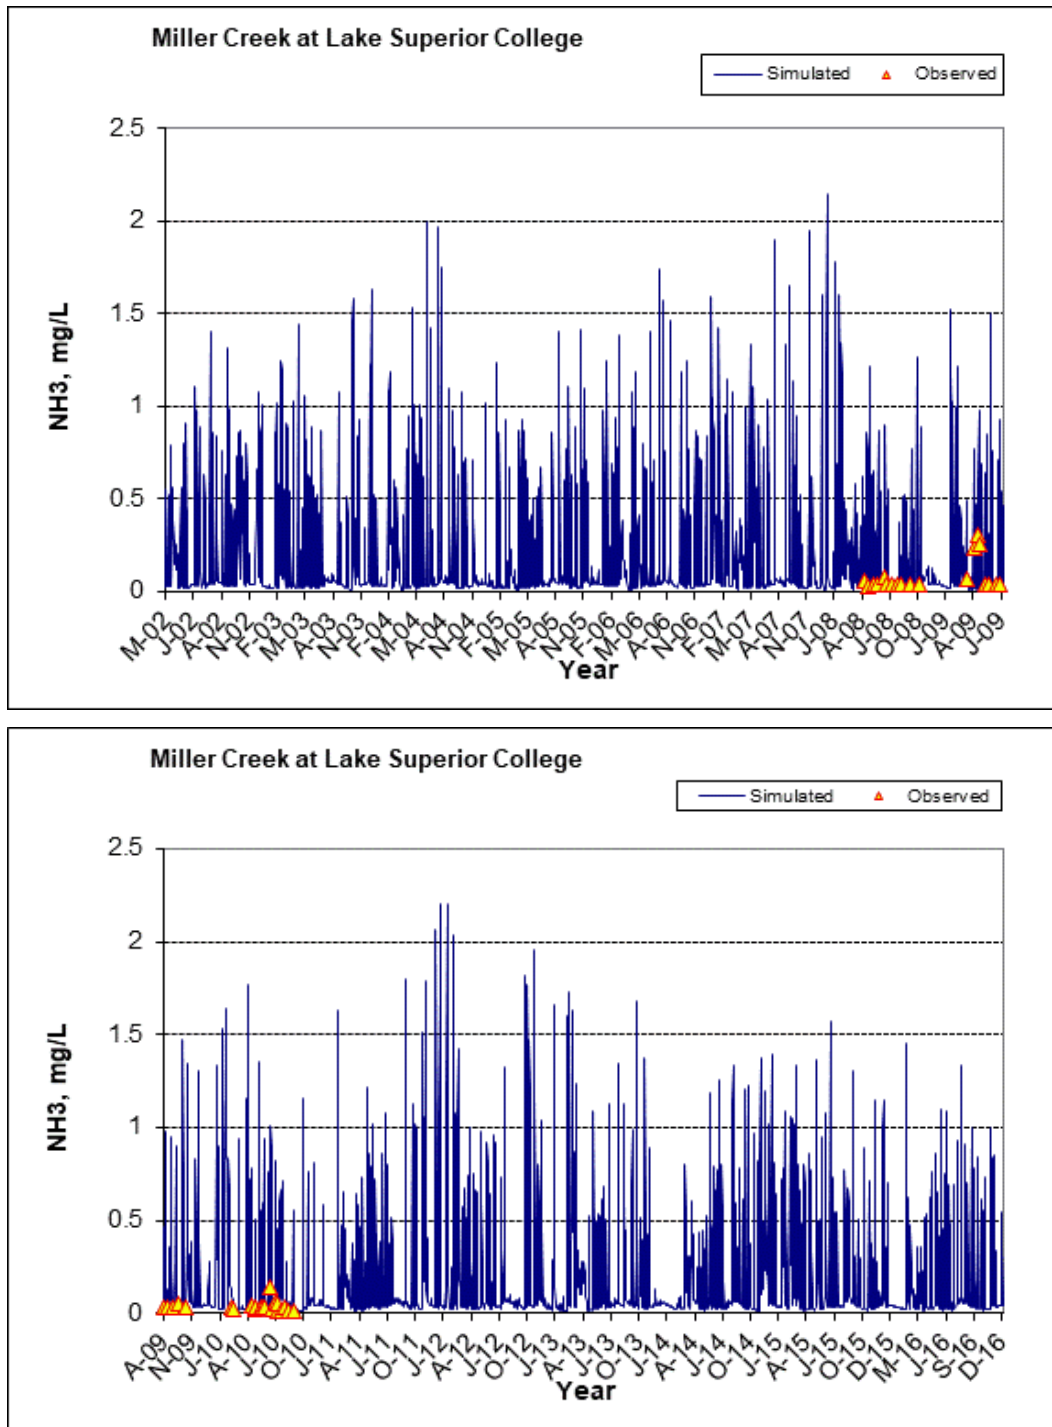 Miller Creek at Lake Superior College
Simulated Observed
2.5
2
1.5
1
0.5
0
NH3, mg/L
M-02 J-02 A-02 N-02 F-03 M-03 A-03 N-03 F-04 M-04 A-04 N-04 F-05 M-05 A-05 N-05 F-06 M-06 A-06 N-06 F-07 M-07 A-07 N-07 J-08 A-08 J-08 O-08 J-09 A-09 J-09
Year
Miller Creek at Lake Superior College
Simulated Observed
2.5
2
1.5
1
0.5
0
NH3, mg/L
A-09 N-09 J-10 A-10 J-10 O-10 J-11 A-11 J-11 O-11 J-12 A-12 J-12 O-12 J-13 A-13 J-13 O-13 J-14 A-14 J-14 O-14 J-15 A-15 J-15 O-15 D-15 M-16 J-16 S-16 D-16
Year